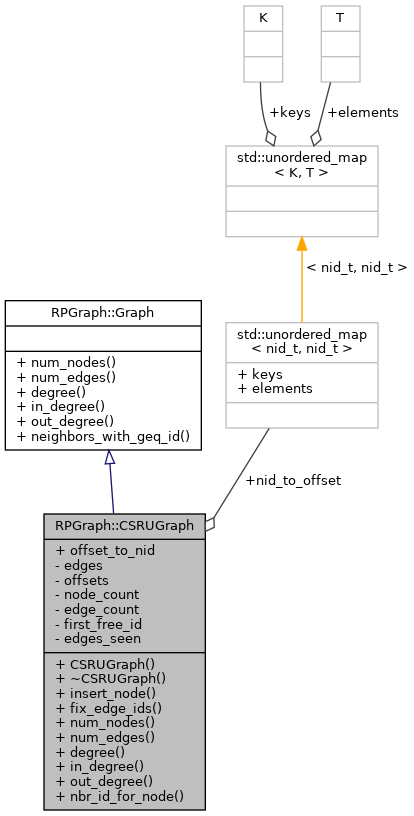 K
T
+keys
+elements
std::unordered_map
< K, T >
< nid_t, nid_t >
RPGraph::Graph
+ num_nodes()
+ num_edges()
+ degree()
+ in_degree()
+ out_degree()
+ neighbors_with_geq_id()
std::unordered_map
< nid_t, nid_t >
+ keys
+ elements
+nid_to_offset
RPGraph::CSRUGraph
+ offset_to_nid
- edges
- offsets
- node_count
- edge_count
- first_free_id
- edges_seen
+ CSRUGraph()
+ ~CSRUGraph()
+ insert_node()
+ fix_edge_ids()
+ num_nodes()
+ num_edges()
+ degree()
+ in_degree()
+ out_degree()
+ nbr_id_for_node()